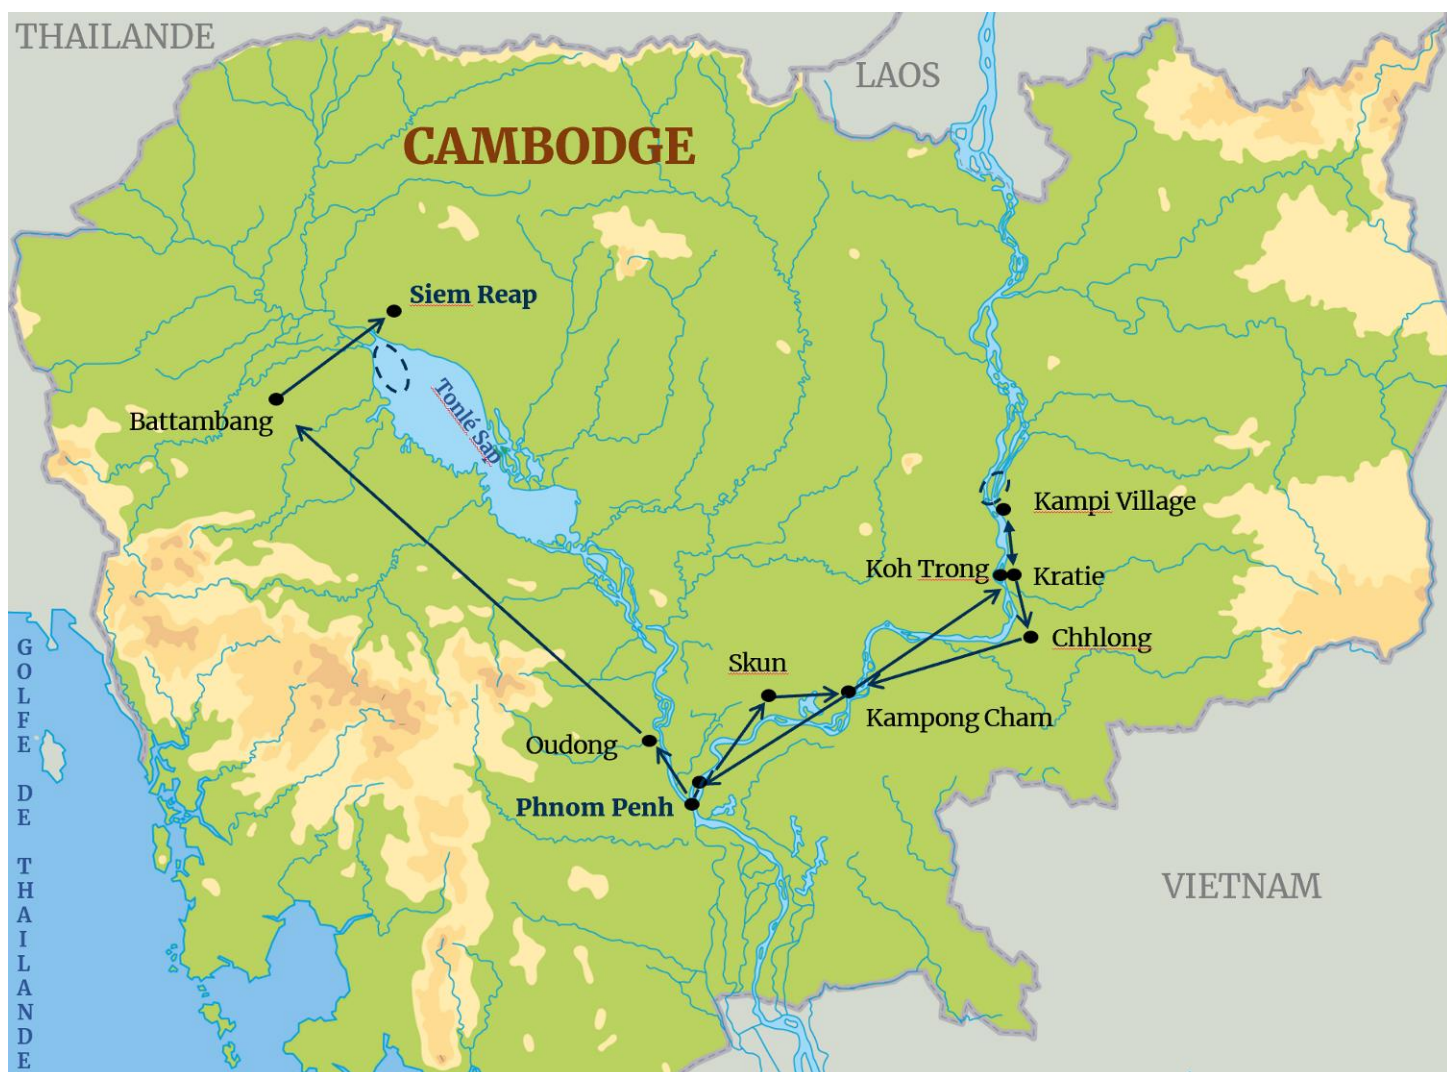 THAILANDE
LAOS
CAMBODGE
Siem Reap
Tonlé Sap
Battambang
Kampi Village
Koh Trong
Kratie
Chhlong
Skun
Kampong Cham
Oudong
Phnom Penh
VIETNAM
GOLFE DE THAILANDE